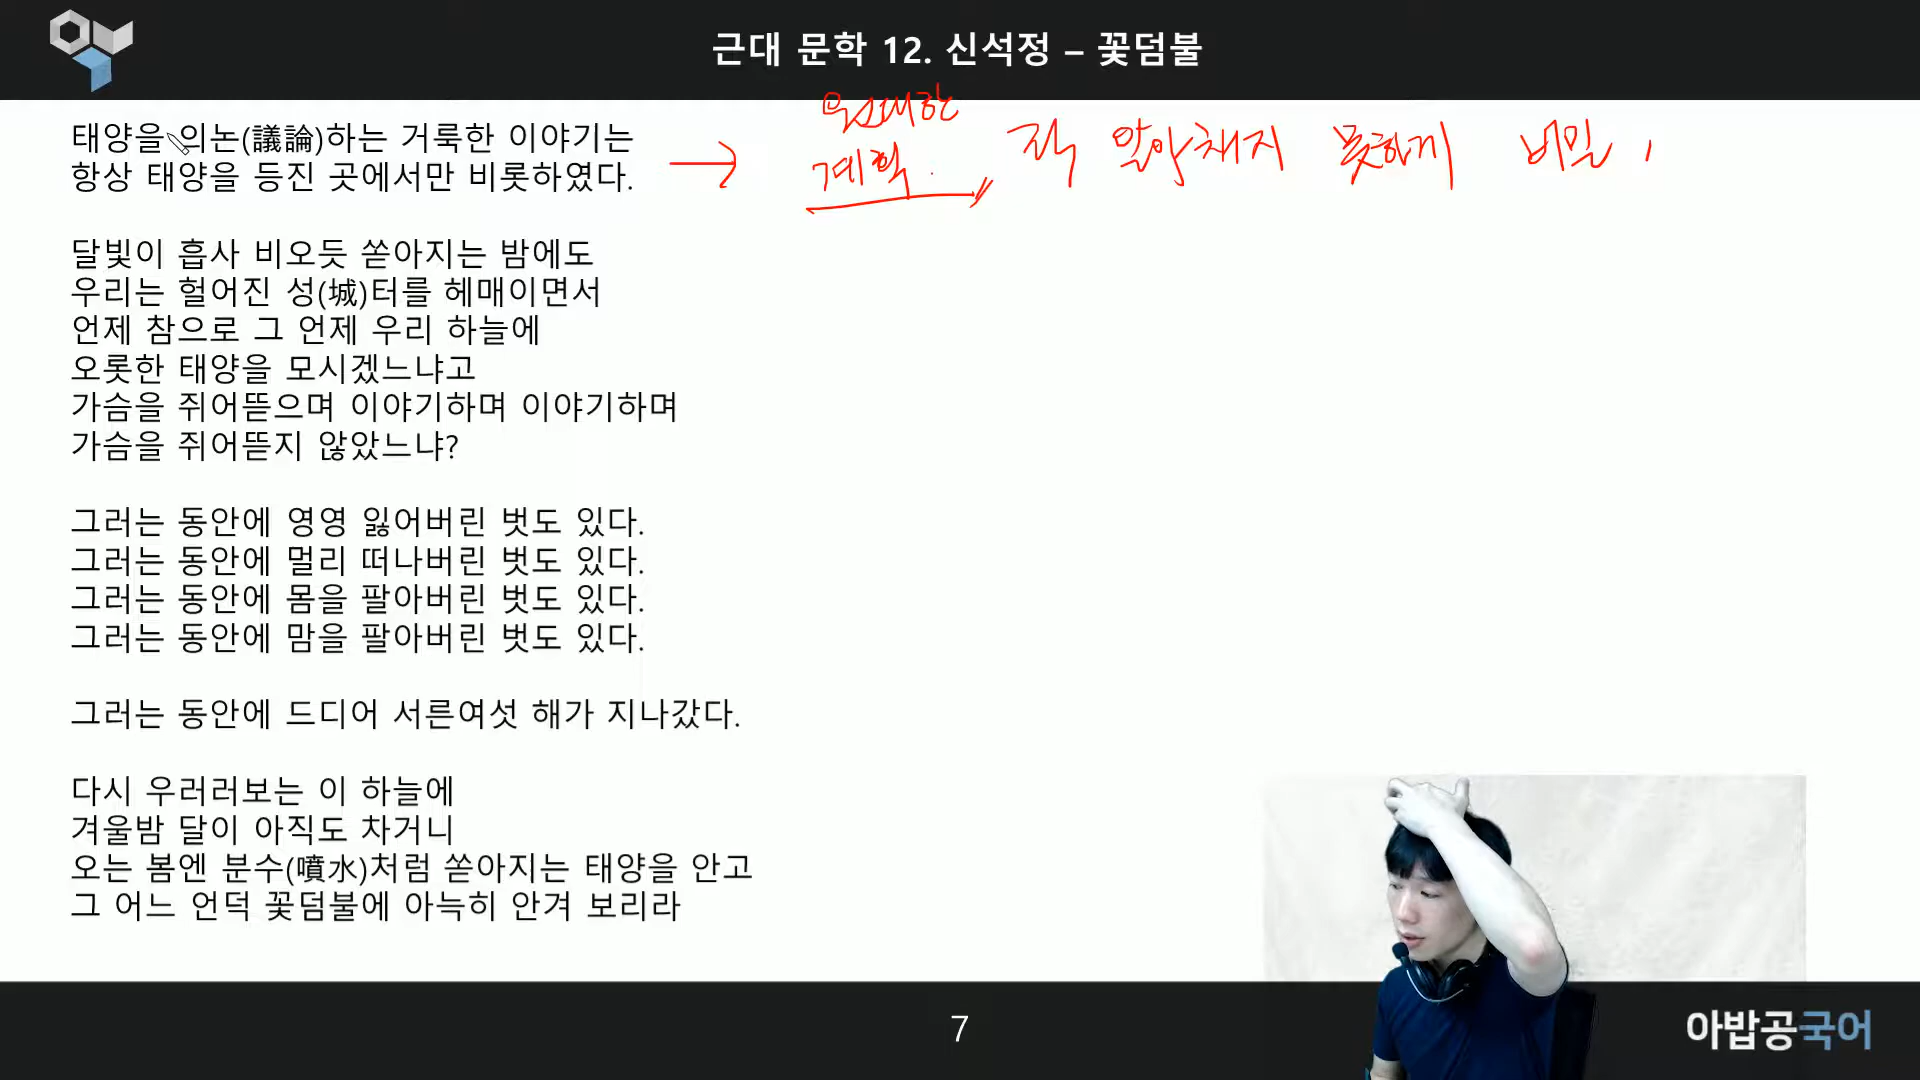 근대 문학 12. 신석정 – 꽃덤불
태양을 의논(議論)하는 거룩한 이야기는
항상 태양을 등진 곳에서만 비롯하였다.
원대한
계획.
적 알아채지 못하게 비밀,
달빛이 흡사 비오듯 쏟아지는 밤에도
우리는 헐어진 성(城)터를 헤매이면서
언제 참으로 그 언제 우리 하늘에
오롯한 태양을 모시겠느냐고
가슴을 쥐어뜯으며 이야기하며 이야기하며
가슴을 쥐어뜯지 않았느냐?
그러는 동안에 영영 잃어버린 벗도 있다.
그러는 동안에 멀리 떠나버린 벗도 있다.
그러는 동안에 몸을 팔아버린 벗도 있다.
그러는 동안에 맘을 팔아버린 벗도 있다.
그러는 동안에 드디어 서른여섯 해가 지나갔다.
다시 우러러보는 이 하늘에
겨울밤 달이 아직도 차거니
오는 봄엔 분수(噴水)처럼 쏟아지는 태양을 안고
그 어느 언덕 꽃덤불에 아늑히 안겨 보리라
7
아밥공국어